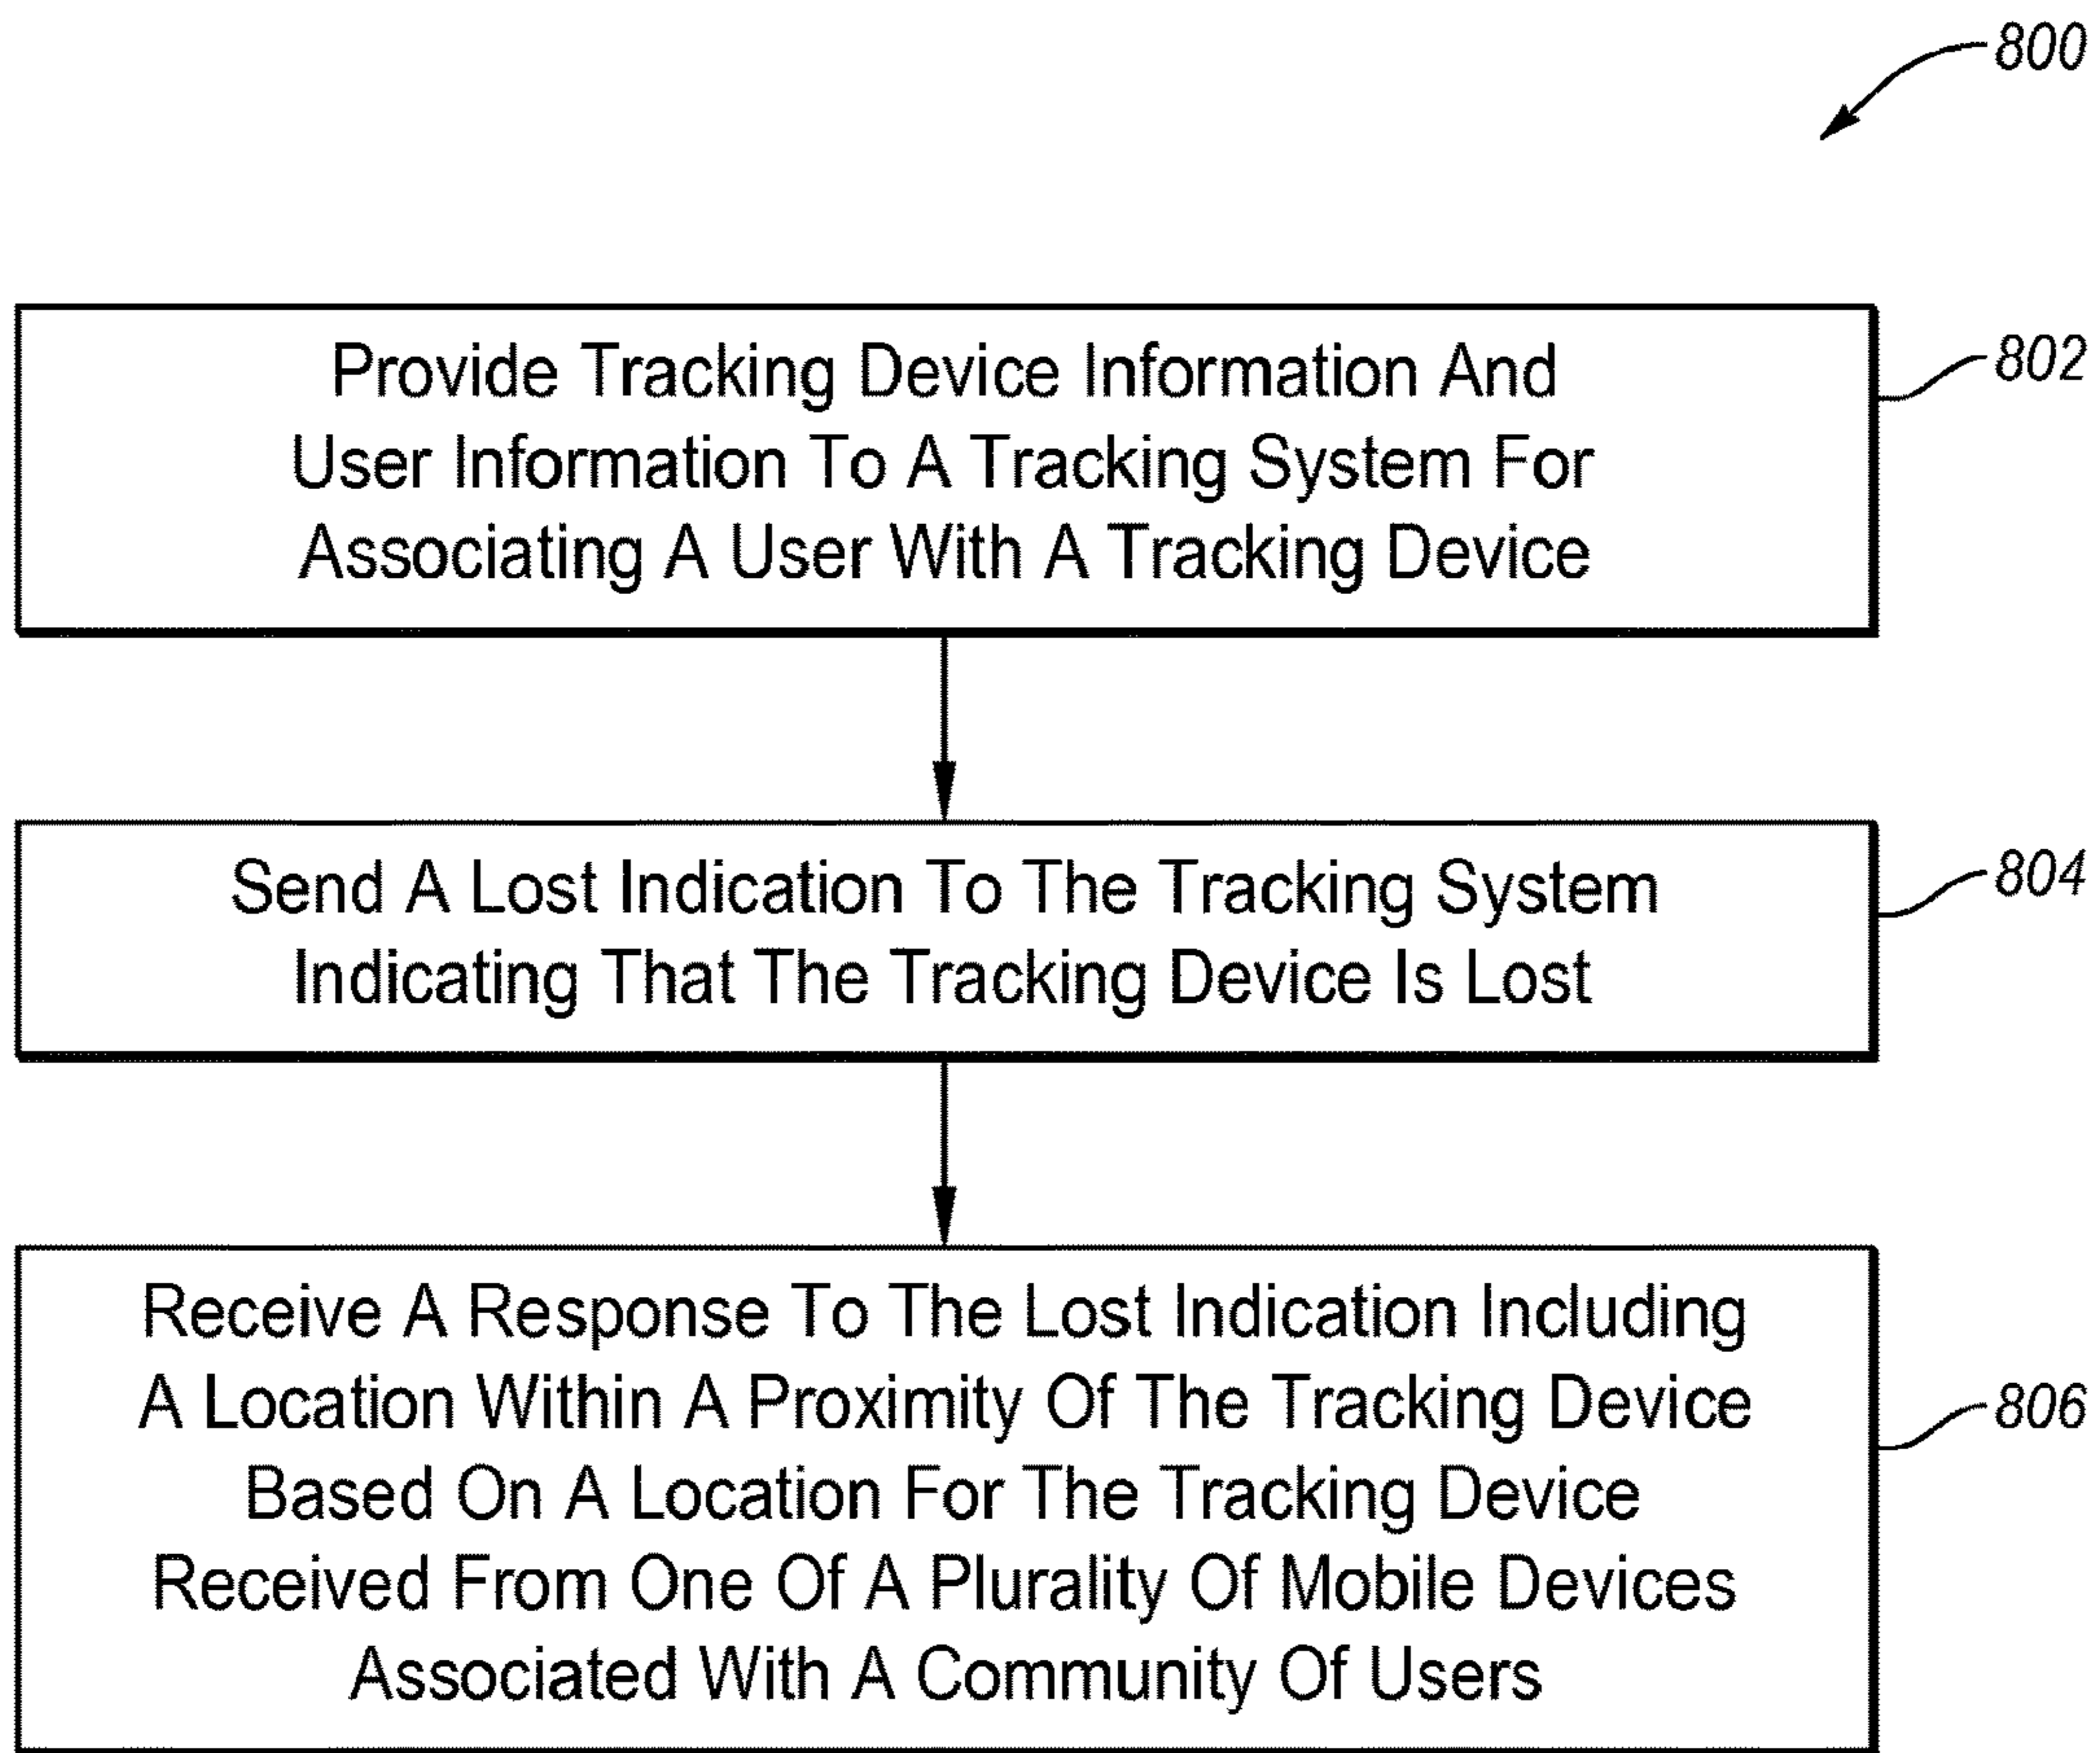 800
Provide Tracking Device Information And
User Information To A Tracking System For
Associating A User With A Tracking Device
802
Send A Lost Indication To The Tracking System
Indicating That The Tracking Device Is Lost
804
Receive A Response To The Lost Indication Including
A Location Within A Proximity Of The Tracking Device
Based On A Location For The Tracking Device
Received From One Of A Plurality Of Mobile Devices
Associated With A Community Of Users
806